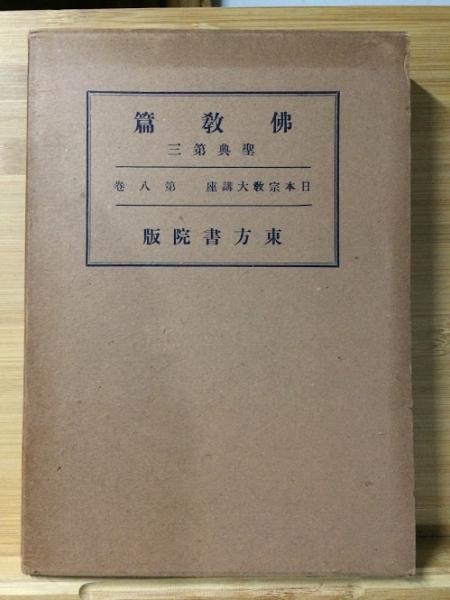 佛教篇
聖典第三
日本宗教大講座 第八卷
東方書院版